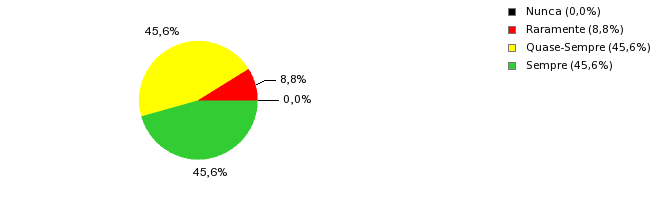 Nunca (0,0%)
Raramente (8,8%)
Quase-Sempre (45,6%)
Sempre (45,6%)
45,6%
8,8%
0,0%
45,6%